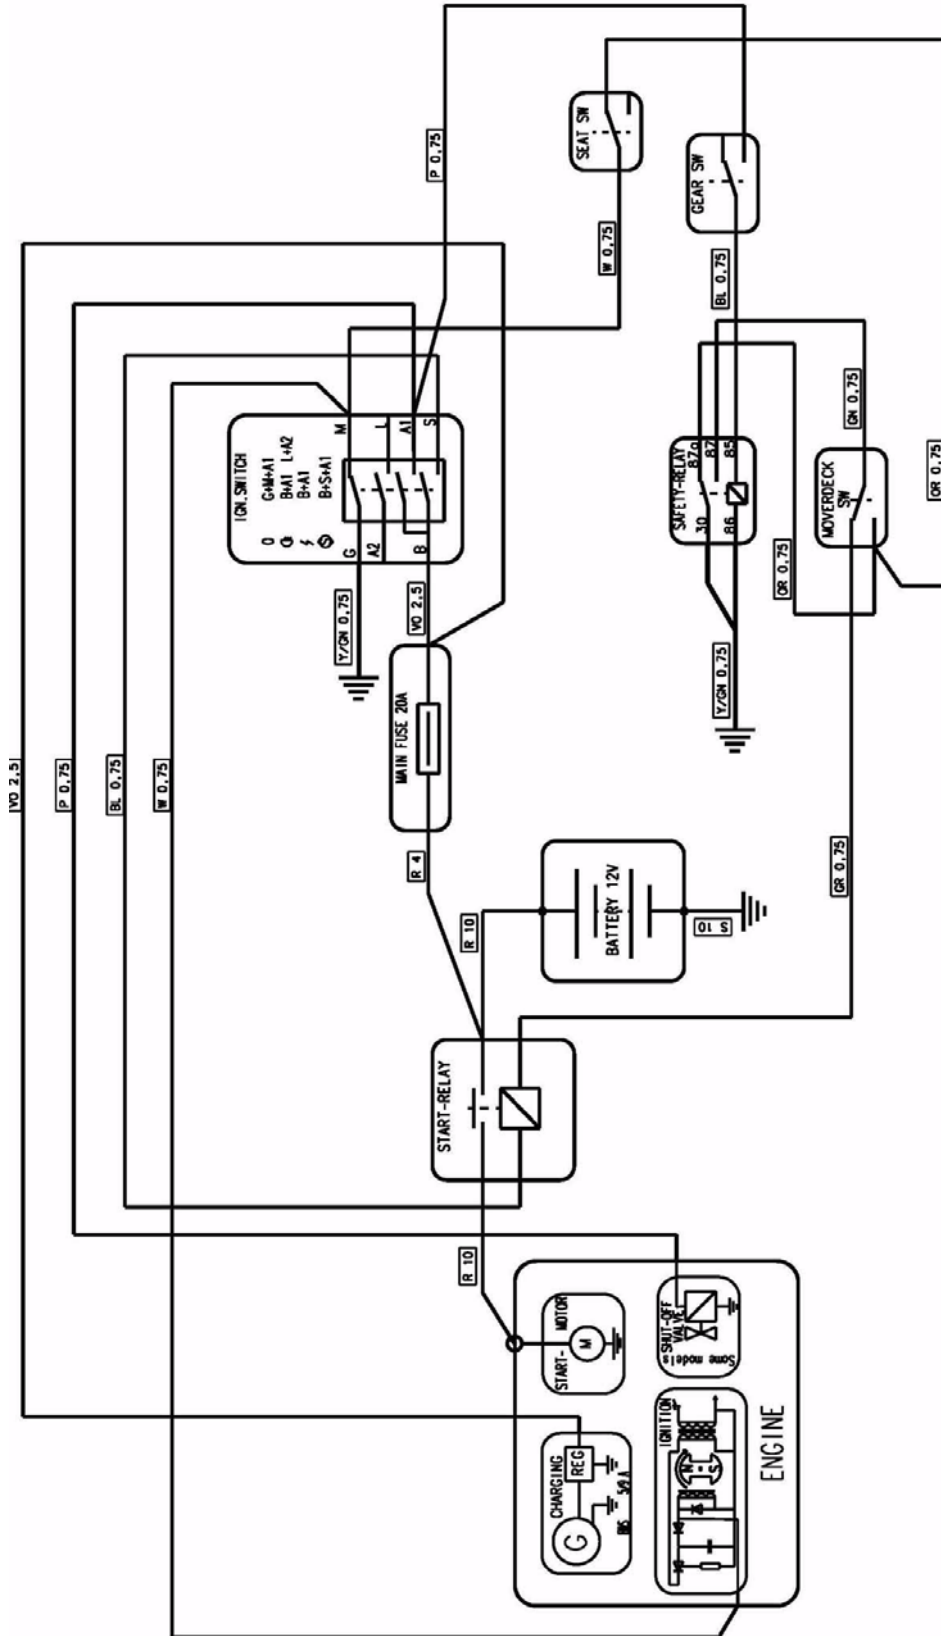 P 0,75
SEAT SW
GEAR SW
W 0,75
BL 0,75
IGN.SWITCH
O G+M+A1
B+A1 L+A2
B+A1
S B+S+A1
M
L
A1
S
G
A2
B
SAFETY-RELAY
87a
87
85
30
86
GN 0,75
OR 0,75
MOVERDECK
SW
OR 0,75
Y/GN 0,75
VO 2,5
MAIN FUSE 20A
Y/GN 0,75
VO 2,5
P 0,75
BL 0,75
W 0,75
R 4
GR 0,75
R 10
BATTERY 12V
S 10
START-RELAY
R 10
START-
MOTOR
M
SHUT-OFF
VALVE
Some models
CHARGING
REG
G
5/9 A
IGNITION
N
S
ENGINE